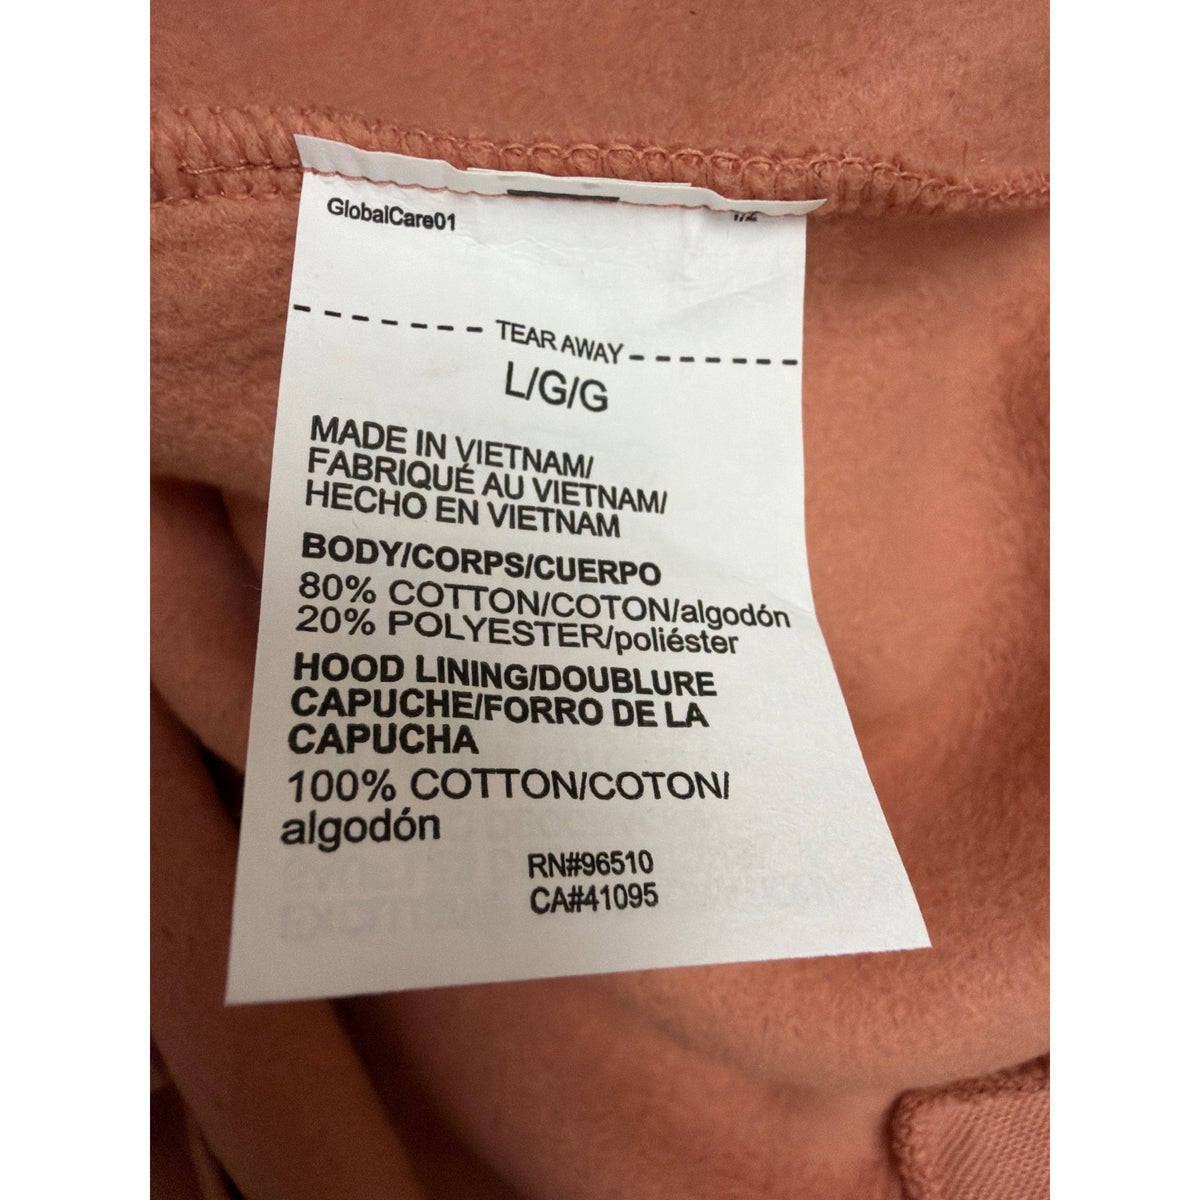 GlobalCare01
TEAR AWAY
L/G/G
MADE IN VIETNAM/
FABRIQUÉ AU VIETNAM/
HECHO EN VIETNAM
BODY/CORPS/CUERPO
80% COTTON/COTON/algodón
20% POLYESTER/poliéster
HOOD LINING/DOUBLURE
CAPUCHE/FORRO DE LA
CAPUCHA
100% COTTON/COTON/
algodón
RN#96510
CA#41095